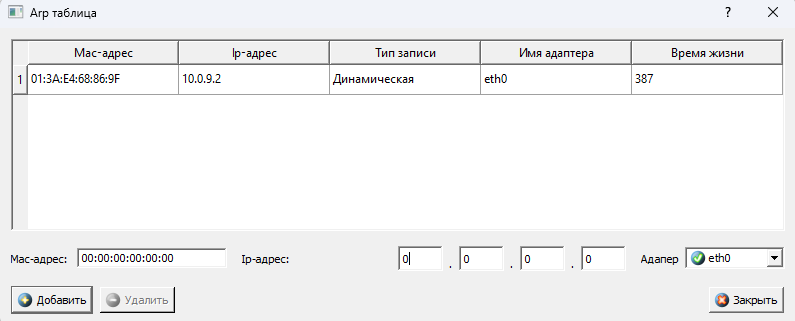 Arp таблица
? 
Mac-адрес Ip-адрес Тип записи Имя адаптера Время жизни
1 01:3A:E4:68:86:9F 10.0.9.2 Динамическая eth0 387
Mac-адрес: 00:00:00:00:00:00 Ip-адрес: 0 . 0 . 0 . 0 Адапер eth0
Добавить Удалить Закрыть